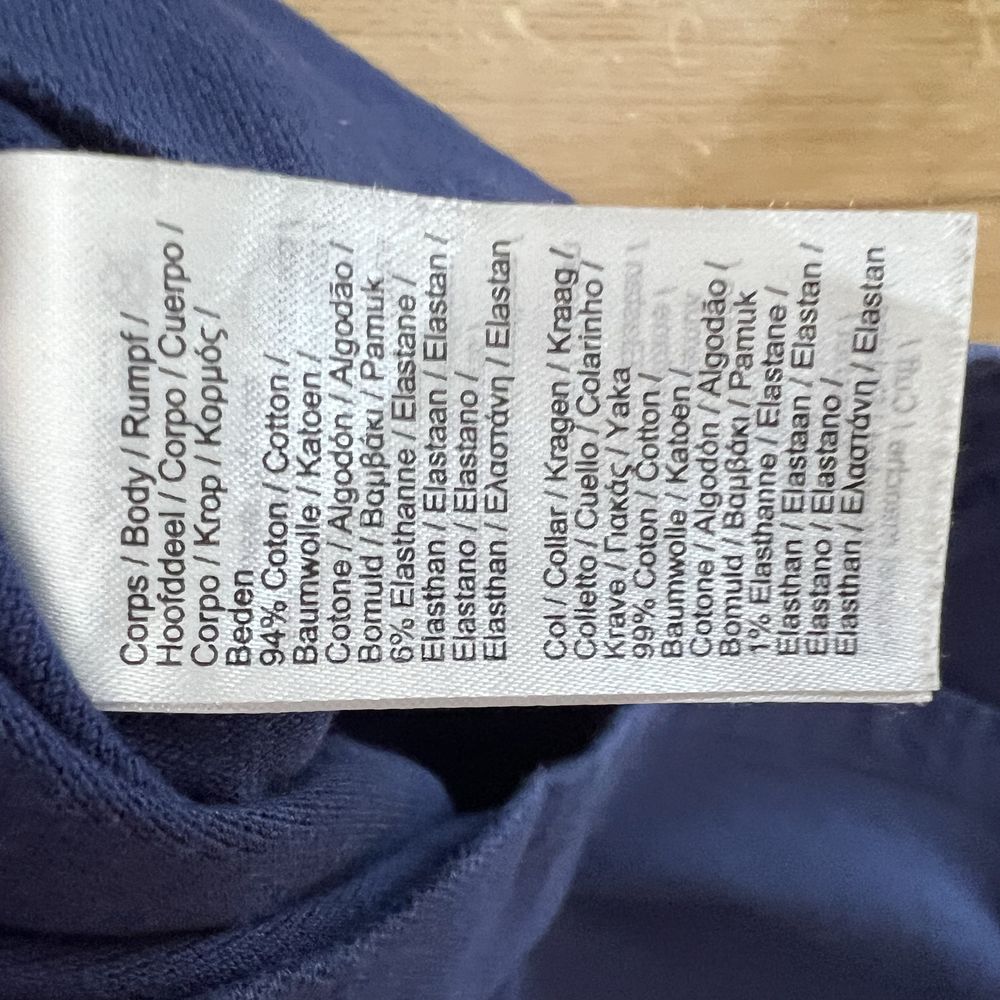 Corps / Body / Rumpf /
Hoofddeel / Corpo / Cuerpo /
Corpo / Krop / Κορμός /
Beden
94% Coton / Cotton /
Baumwolle / Katoen /
Cotone / Algodón / Algodão /
Bomuld / Βαμβάκι / Pamuk
6% Elasthanne / Elastane /
Elasthan / Elastaan / Elastan /
Elastano / Elastano /
Elasthan / Ελαστάνη / Elastan
Col / Collar / Kragen / Kraag /
Colletto / Cuello / Colarinho /
Krave / Γιακάς / Yaka
99% Coton / Cotton /
Baumwolle / Katoen /
Cotone / Algodón / Algodão /
Bomuld / Βαμβάκι / Pamuk
1% Elasthanne / Elastane /
Elasthan / Elastaan / Elastan /
Elastano / Elastano /
Elasthan / Ελαστάνη / Elastan